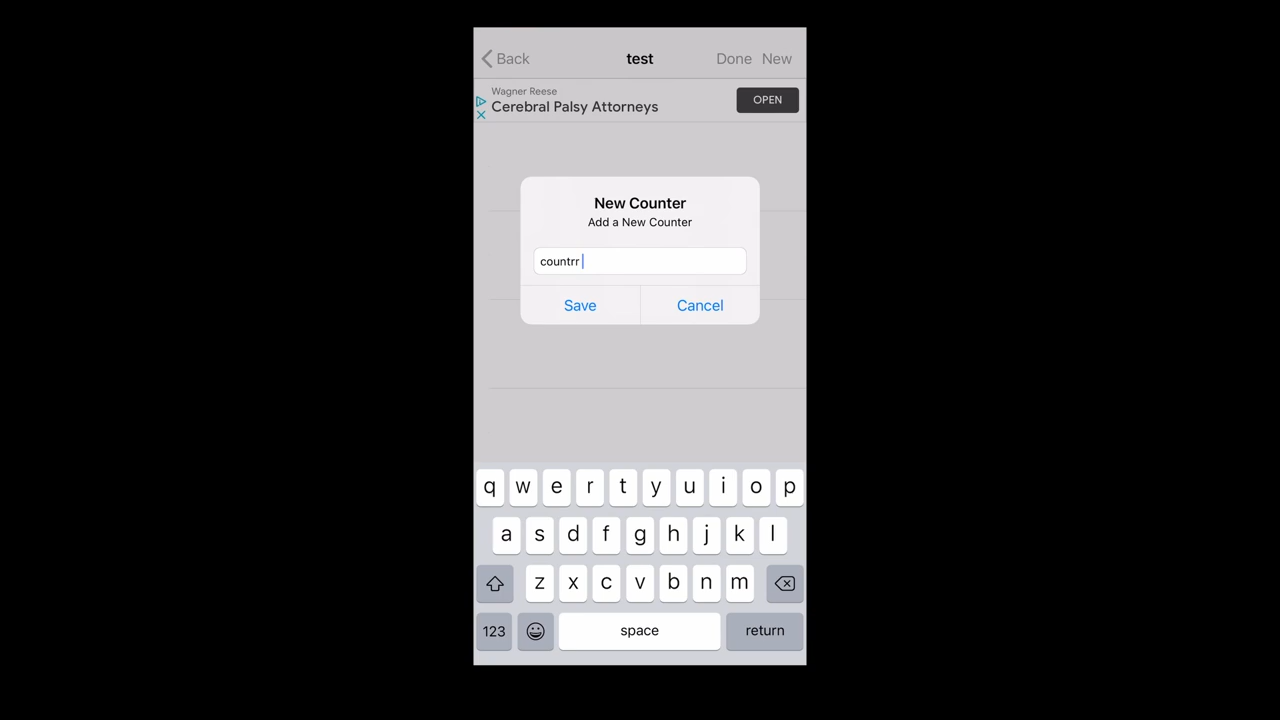 Back test Done New
Wagner Reese
Cerebral Palsy Attorneys
OPEN
New Counter
Add a New Counter
countrr
Save Cancel
q w e r t y u i o p
a s d f g h j k l
z x c v b n m
123 space return